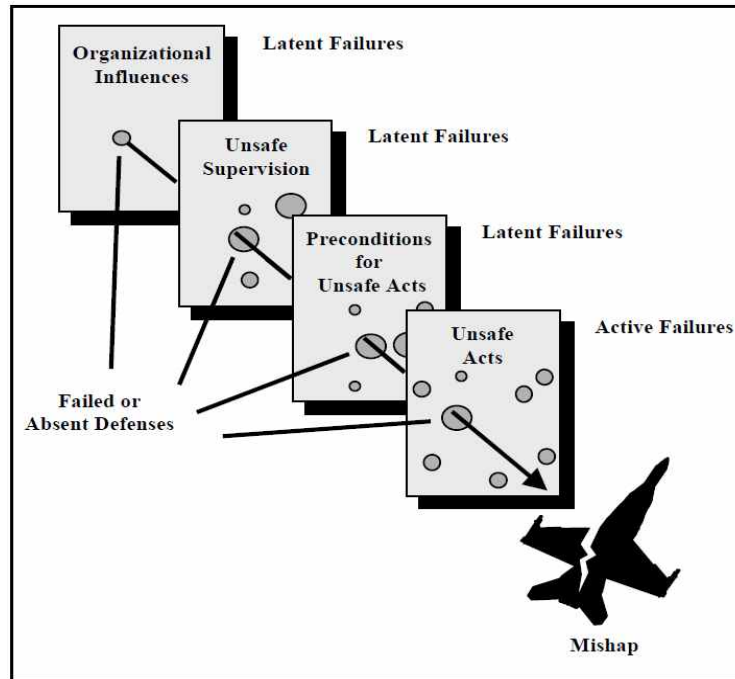 Organizational
Influences
Latent Failures
Unsafe
Supervision
Latent Failures
Preconditions
for
Unsafe Acts
Latent Failures
Unsafe
Acts
Active Failures
Failed or
Absent Defenses
Mishap